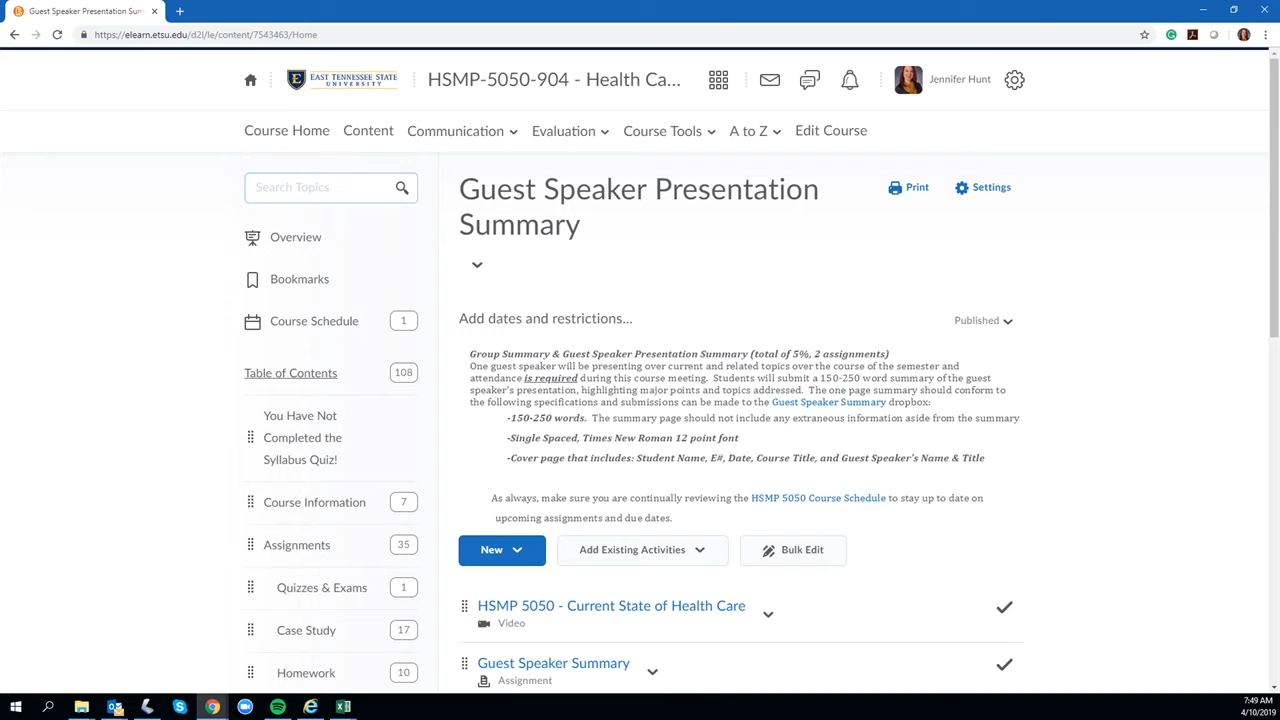 Guest Speaker Presentation Sum
https://elearn.etsu.edu/d2l/le/content/7543463/Home
EAST TENNESSEE STATE
UNIVERSITY
HSMP-5050-904 - Health Ca...
Jennifer Hunt
Course Home Content Communication Evaluation Course Tools A to Z Edit Course
Search Topics
Overview
Bookmarks
Course Schedule 1
Table of Contents 108
You Have Not
Completed the
Syllabus Quiz!
Course Information 7
Assignments 35
Quizzes & Exams 1
Case Study 17
Homework 10
Guest Speaker Presentation
Summary
Print Settings
Add dates and restrictions...
Published
Group Summary & Guest Speaker Presentation Summary (total of 5%, 2 assignments)
One guest speaker will be presenting over current and related topics over the course of the semester and
attendance is required during this course meeting. Students will submit a 150-250 word summary of the guest
speaker's presentation, highlighting major points and topics addressed. The one page summary should conform to
the following specifications and submissions can be made to the Guest Speaker Summary dropbox:
-150-250 words. The summary page should not include any extraneous information aside from the summary
-Single Spaced, Times New Roman 12 point font
-Cover page that includes: Student Name, E#, Date, Course Title, and Guest Speaker's Name & Title
As always, make sure you are continually reviewing the HSMP 5050 Course Schedule to stay up to date on
upcoming assignments and due dates.
New Add Existing Activities Bulk Edit
HSMP 5050 - Current State of Health Care
Video
Guest Speaker Summary
Assignment
7:49 AM
4/10/2019